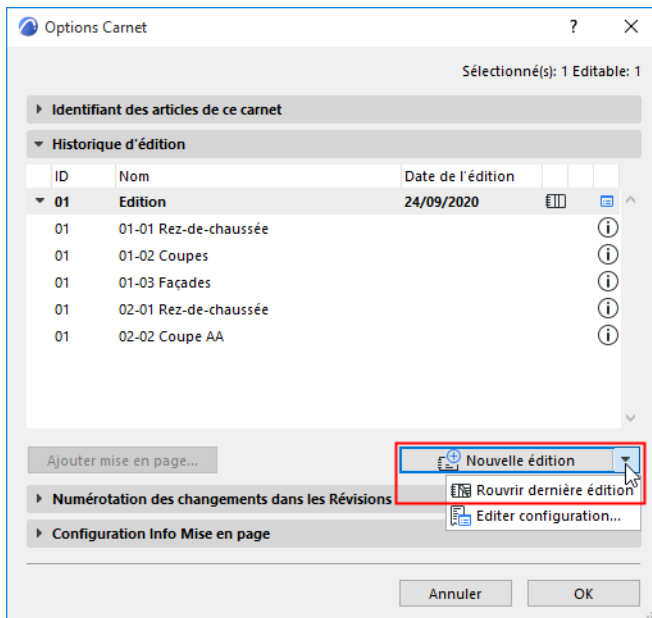 Options Carnet ?
Sélectionné(s): 1 Editable: 1
Identifiant des articles de ce carnet
Historique d'édition
ID Nom Date de l'édition
01 Edition 24/09/2020
01 01-01 Rez-de-chaussée
01 01-02 Coupes
01 01-03 Façades
01 02-01 Rez-de-chaussée
01 02-02 Coupe AA
Ajouter mise en page... Nouvelle édition
Rouvrir dernière édition
Numérotation des changements dans les Révisions
Editer configuration...
Configuration Info Mise en page
Annuler OK